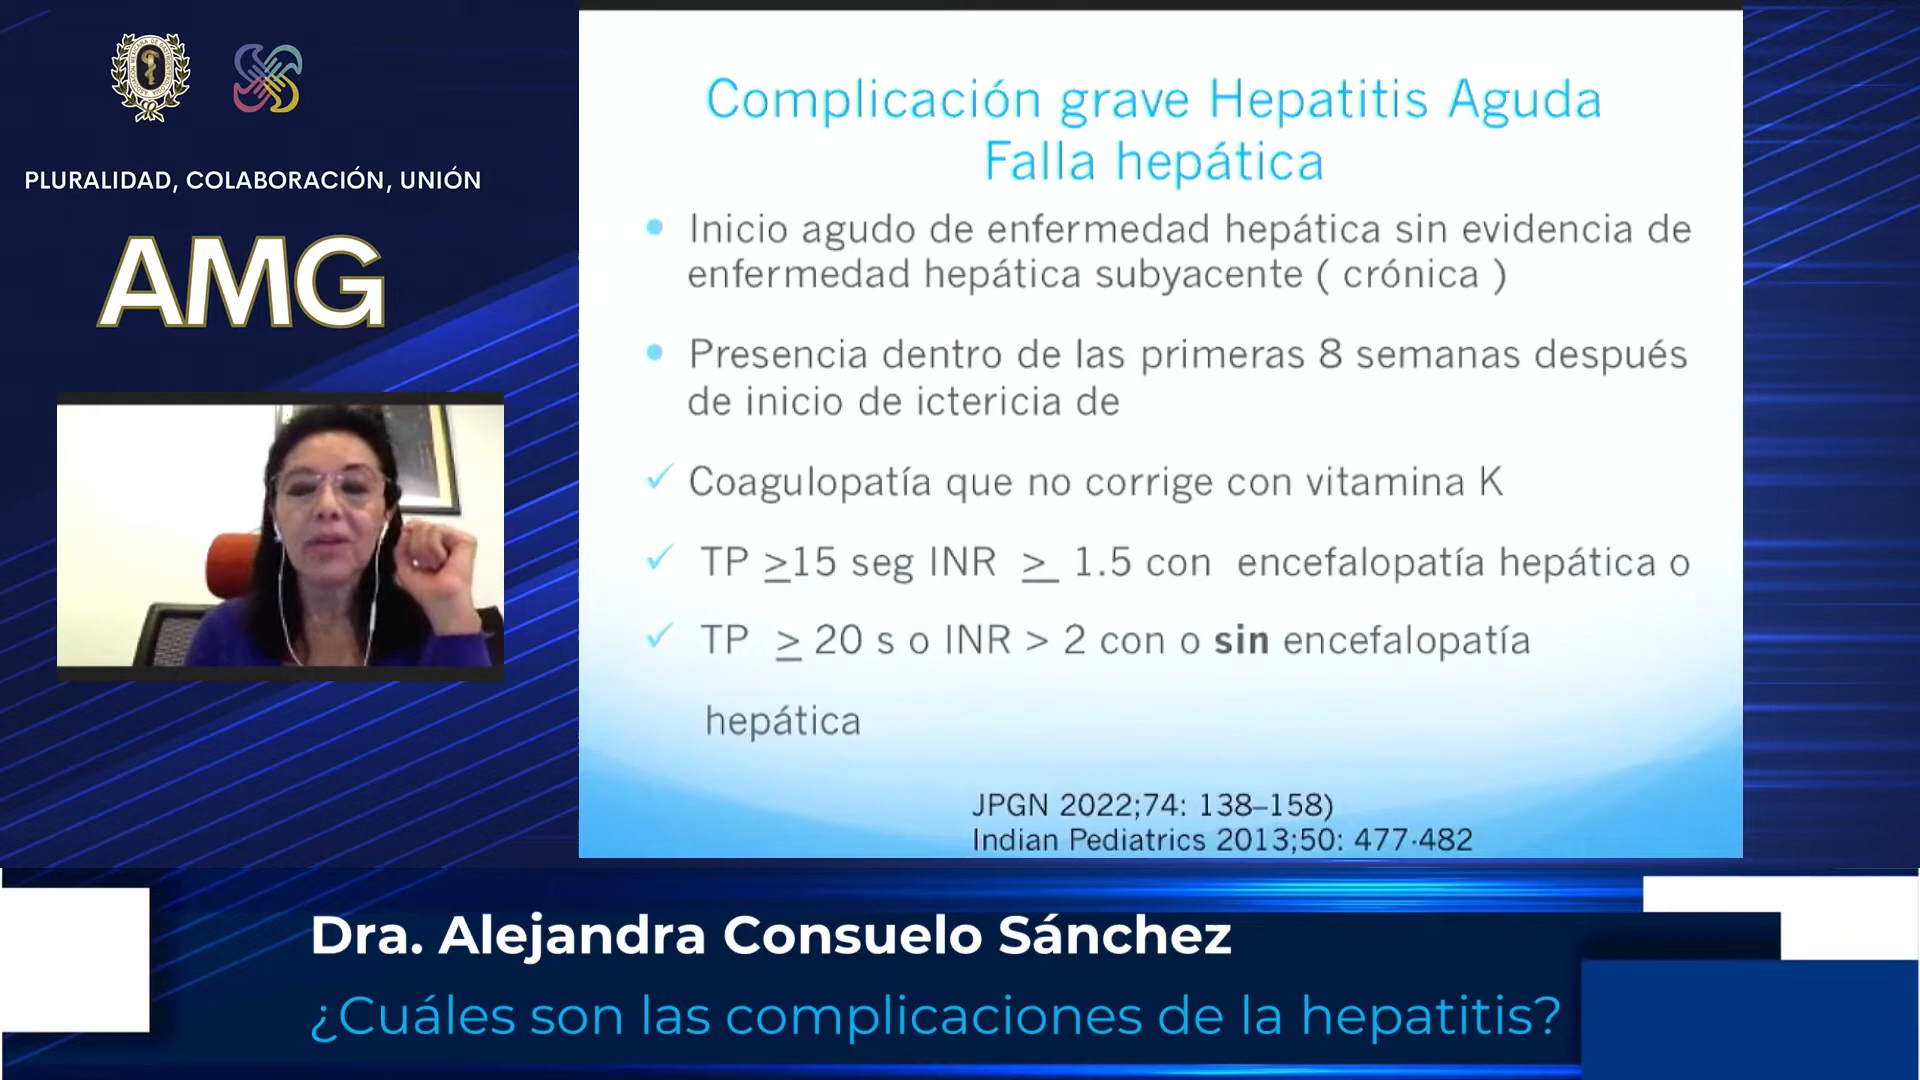 PLURALIDAD, COLABORACIÓN, UNIÓN
AMG
Complicación grave Hepatitis Aguda
Falla hepática
• Inicio agudo de enfermedad hepática sin evidencia de
enfermedad hepática subyacente ( crónica )
• Presencia dentro de las primeras 8 semanas después
de inicio de ictericia de
✓ Coagulopatía que no corrige con vitamina K
✓ TP ≥15 seg INR ≥ 1.5 con encefalopatía hepática o
✓ TP ≥ 20 s o INR > 2 con o sin encefalopatía
hepática
JPGN 2022;74: 138–158)
Indian Pediatrics 2013;50: 477-482
Dra. Alejandra Consuelo Sánchez
¿Cuáles son las complicaciones de la hepatitis?